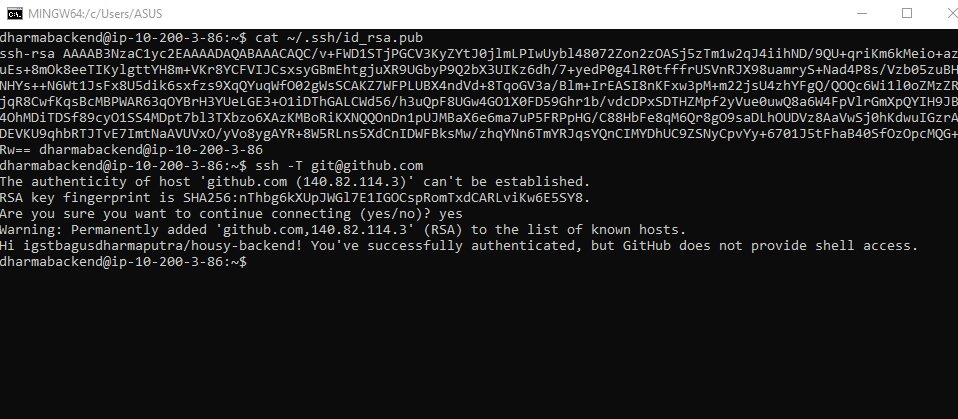 MINGW64:/c/Users/ASUS
dharmabackend@ip-10-200-3-86:~$ cat ~/.ssh/id_rsa.pub
ssh-rsa AAAAB3NzaC1yc2EAAAADAQABAAACAQC/v+FWD1STjPGCV3KyZYtJ0jlmLPIwUybl48072Zon2zOASj5zTm1w2qJ4iihND/9QU+qriKm6kMeio+az
uEs+8mOk8eeTIKylgttYH8m+VKr8YCFVIJCsxsyGBmEhtgjuXR9UGbyP9Q2bX3UIKz6dh/7+yedP0g4lR0tfffrUSVnRJX98uamryS+Nad4P8s/Vzb05zuBH
NHYs++N6Wt1JsFx8U5dik6sxfzs9XqQYuqWfO02gWsSCAKZ7WFPLUBX4ndVd+8TqoGV3a/Blm+IrEASI8nKFxw3pM+m22jsU4zhYFgQ/QOQc6Wi1l0oZMzZR
jqR8CwfKqsBcMBPWAR63qOYBrH3YUeLGE3+O1iDThGALCWd56/h3uQpF8UGw4GO1X0FD59Ghr1b/vdcDPxSDTHZMpf2yVue0uwQ8a6W4FpVlrGmXpQYIH9JB
4OhMDiTDSf89cyO1SS4MDpt7bl3TXbzo6XAzKMBoRiKXNQQOnDn1pUJMBaX6e6ma7uP5FRPpHG/C88HbFe8qM6Qr8gO9saDLhOUDVz8AaVwSj0hKdwuIGzrA
DEVKU9qhbRTJTvE7ImtNaAVUVxO/yVo8ygAYR+8W5RLns5XdCnIDWFBksMw/zhqYNn6TmYRJqsYQnCIMYDhUC9ZSNyCpvYy+6701J5tFhaB40SfOzOpcMQG+
Rw== dharmabackend@ip-10-200-3-86
dharmabackend@ip-10-200-3-86:~$ ssh -T git@github.com
The authenticity of host 'github.com (140.82.114.3)' can't be established.
RSA key fingerprint is SHA256:nThbg6kXUpJWGl7E1IGOCspRomTxdCARLviKw6E5SY8.
Are you sure you want to continue connecting (yes/no)? yes
Warning: Permanently added 'github.com,140.82.114.3' (RSA) to the list of known hosts.
Hi igstbagusdharmaputra/housy-backend! You've successfully authenticated, but GitHub does not provide shell access.
dharmabackend@ip-10-200-3-86:~$